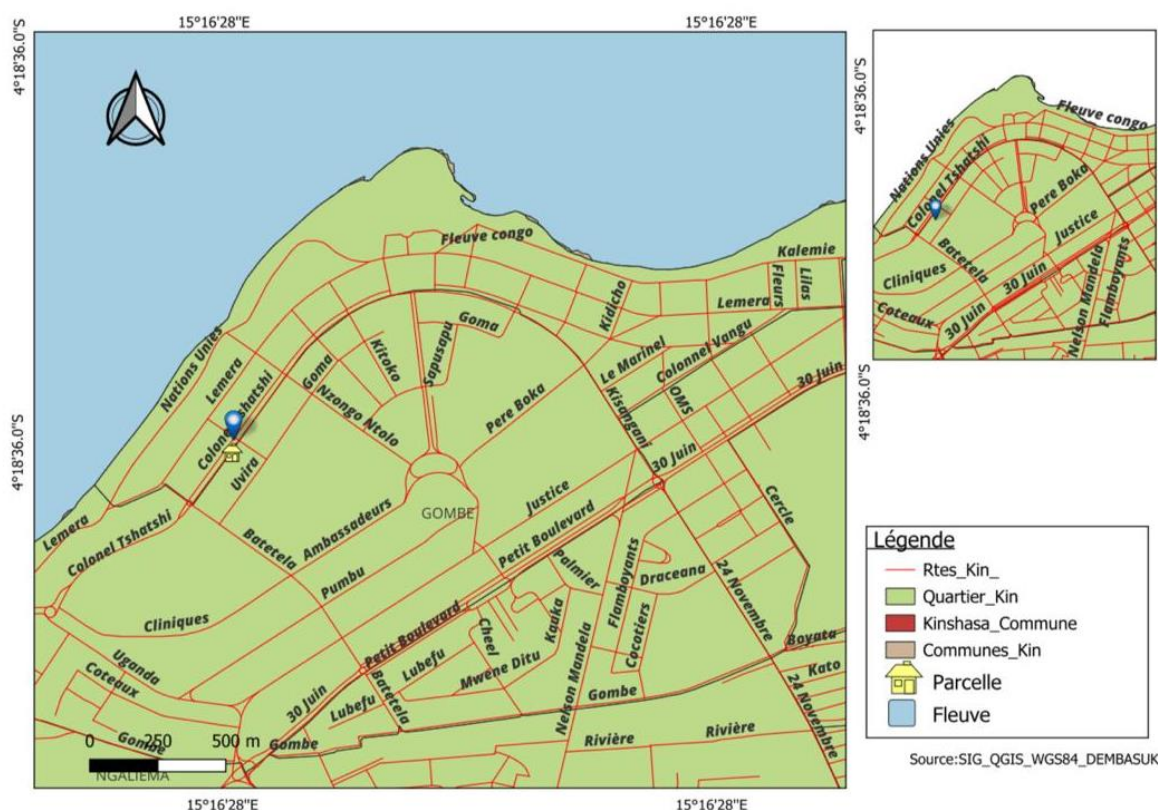 15°16'28"E
15°16'28"E
4°18'36.0"S
4°18'36.0"S
Fleuve congo
Kalemie
Fleurs
Lilas
Lemera
Kidicho
Nations Unies
Lemera
Colonel Tshatshi
Goma
Kitoko
Sapusapu
Goma
Le Marinel
Colonnel Vangu
30 Juin
OMS
Kisangani
Pere Boka
Nzongo Ntolo
Uvira
30 Juin
Cercle
Justice
GOMBE
Ambassadeurs
Batetela
Petit Boulevard
Lemera
Colonel Tshatshi
Pumbu
Palmier
Flamboyants
Draceana
24 Novembre
Cliniques
Petit Boulevard
Cheel
Kauka
Cocotiers
Boyata
Uganda
Coteaux
Lubefu
Mwene Ditu
Nelson Mandela
Gombe
Kato
30 Juin
Lubefu
Batetela
24 Novembre
Rivière
Rivière
Gombe
Gombe
0 250 500 m
NGALIEMA
15°16'28"E
15°16'28"E
4°18'36.0"S
4°18'36.0"S
Fleuve congo
Nations Unies
Colonel Tshatshi
Pere Boka
Justice
Batetela
Cliniques
30 Juin
Nelson Mandela
Flamboyants
Coteaux
30 Juin
Légende
Rtes_Kin_
Quartier_Kin
Kinshasa_Commune
Communes_Kin
Parcelle
Fleuve
Source:SIG_QGIS_WGS84_DEMBASUK